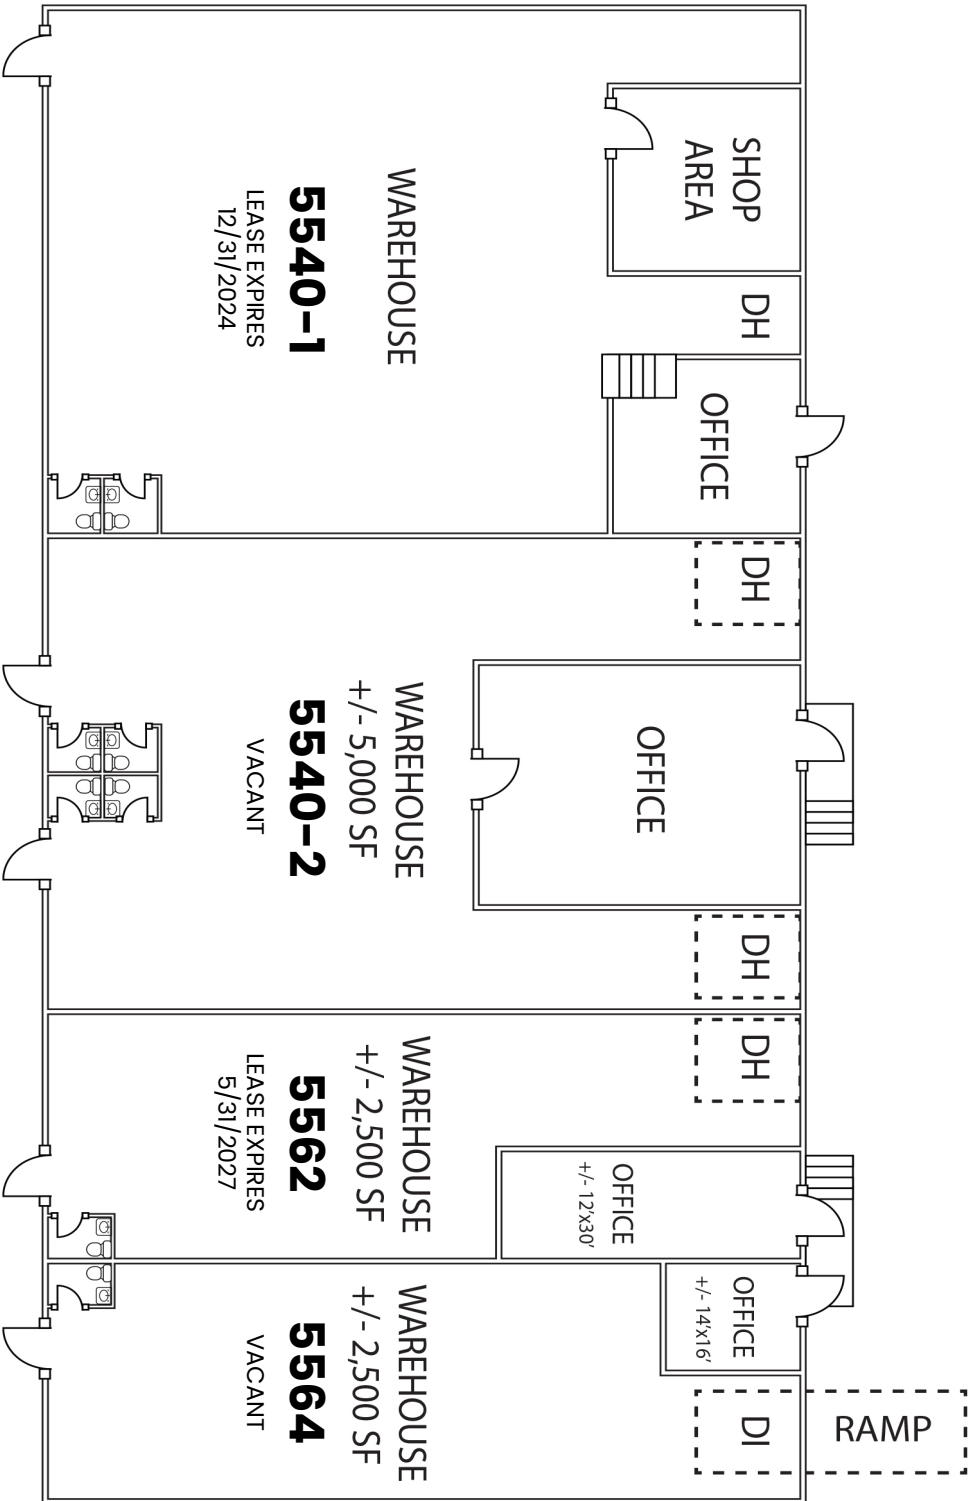 SHOP
AREA
WAREHOUSE
5540-1
LEASE EXPIRES
12/31/2024
DH
OFFICE
DH
OFFICE
WAREHOUSE
+/- 5,000 SF
5540-2
VACANT
DH
DH
WAREHOUSE
+/- 2,500 SF
5562
LEASE EXPIRES
5/31/2027
OFFICE
+/- 12'x30'
OFFICE
+/- 14'x16'
WAREHOUSE
+/- 2,500 SF
5564
VACANT
DI
RAMP